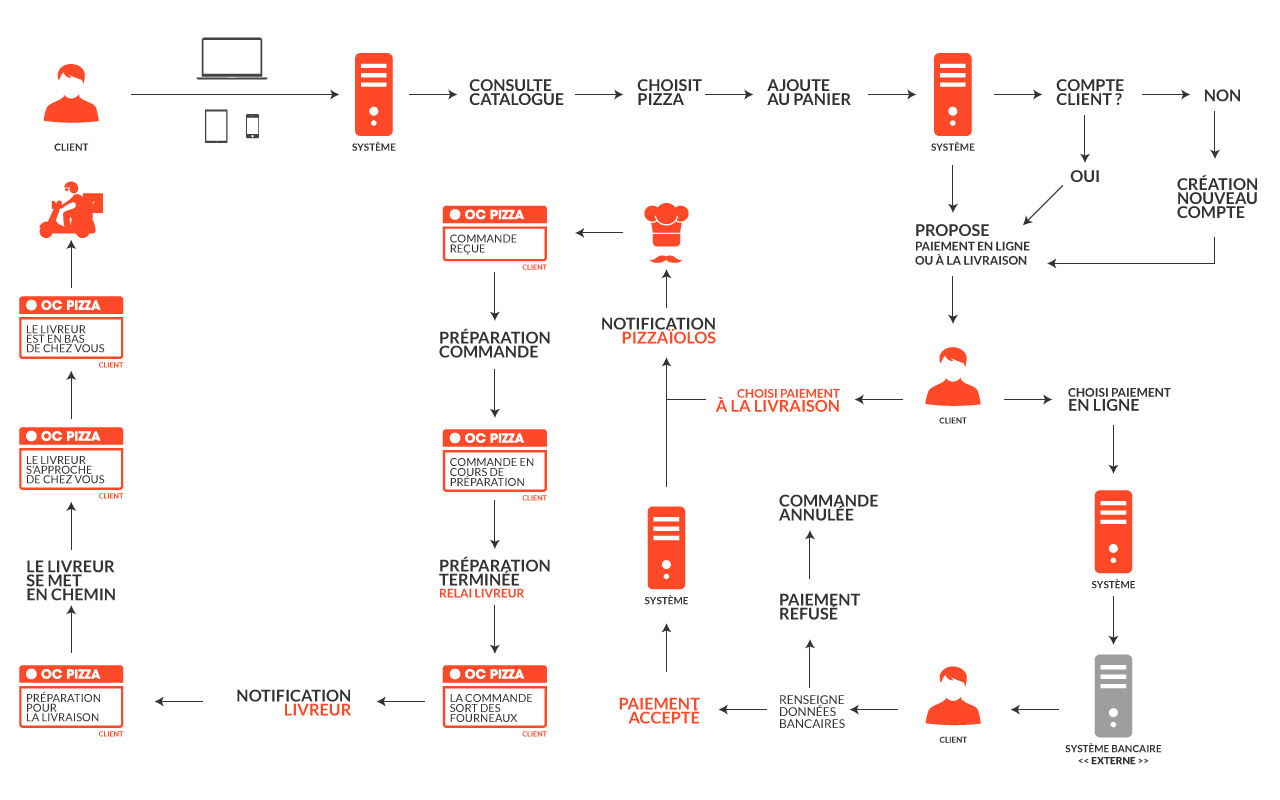 CLIENT
SYSTÈME
CONSULTE
CATALOGUE
CHOISIT
PIZZA
AJOUTE
AU PANIER
SYSTÈME
COMPTE
CLIENT ?
NON
OUI
CRÉATION
NOUVEAU
COMPTE
PROPOSE
PAIEMENT EN LIGNE
OU À LA LIVRAISON
CLIENT
CHOISI PAIEMENT
EN LIGNE
SYSTÈME
SYSTÈME BANCAIRE
<< EXTERNE >>
CLIENT
RENSEIGNE
DONNÉES
BANCAIRES
PAIEMENT
REFUSÉ
COMMANDE
ANNULÉE
PAIEMENT
ACCEPTÉ
SYSTÈME
CHOISI PAIEMENT
À LA LIVRAISON
NOTIFICATION
PIZZAÏOLOS
OC PIZZA
COMMANDE
REÇUE
CLIENT
PRÉPARATION
COMMANDE
OC PIZZA
COMMANDE EN
COURS DE
PRÉPARATION
CLIENT
PRÉPARATION
TERMINÉE
RELAI LIVREUR
OC PIZZA
LA COMMANDE
SORT DES
FOURNEAUX
CLIENT
NOTIFICATION
LIVREUR
OC PIZZA
PRÉPARATION
POUR
LA LIVRAISON
CLIENT
LE LIVREUR
SE MET
EN CHEMIN
OC PIZZA
LE LIVREUR
S'APPROCHE
DE CHEZ VOUS
CLIENT
OC PIZZA
LE LIVREUR
EST EN BAS
DE CHEZ VOUS
CLIENT